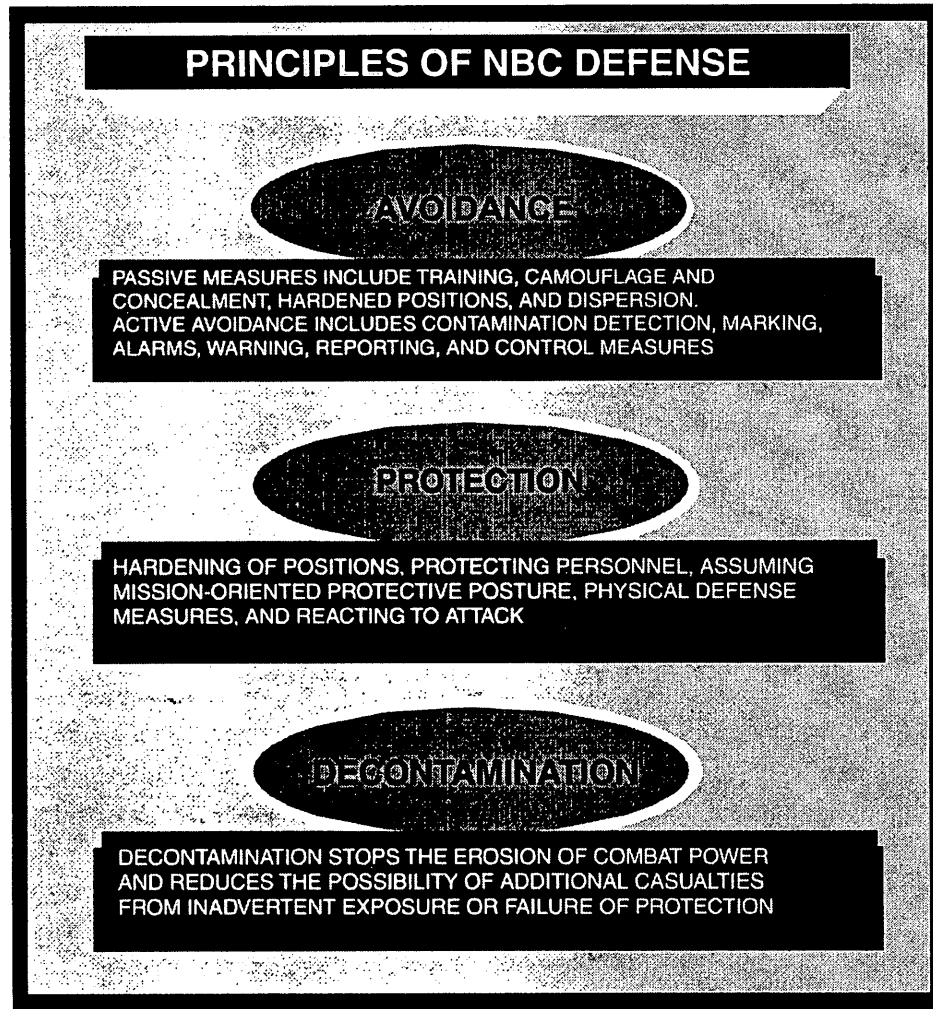 PRINCIPLES OF NBC DEFENSE
AVOIDANCE
PASSIVE MEASURES INCLUDE TRAINING, CAMOUFLAGE AND
CONCEALMENT, HARDENED POSITIONS, AND DISPERSION.
ACTIVE AVOIDANCE INCLUDES CONTAMINATION DETECTION, MARKING,
ALARMS, WARNING, REPORTING, AND CONTROL MEASURES
PROTECTION
HARDENING OF POSITIONS, PROTECTING PERSONNEL, ASSUMING
MISSION-ORIENTED PROTECTIVE POSTURE, PHYSICAL DEFENSE
MEASURES, AND REACTING TO ATTACK
DECONTAMINATION
DECONTAMINATION STOPS THE EROSION OF COMBAT POWER
AND REDUCES THE POSSIBILITY OF ADDITIONAL CASUALTIES
FROM INADVERTENT EXPOSURE OR FAILURE OF PROTECTION